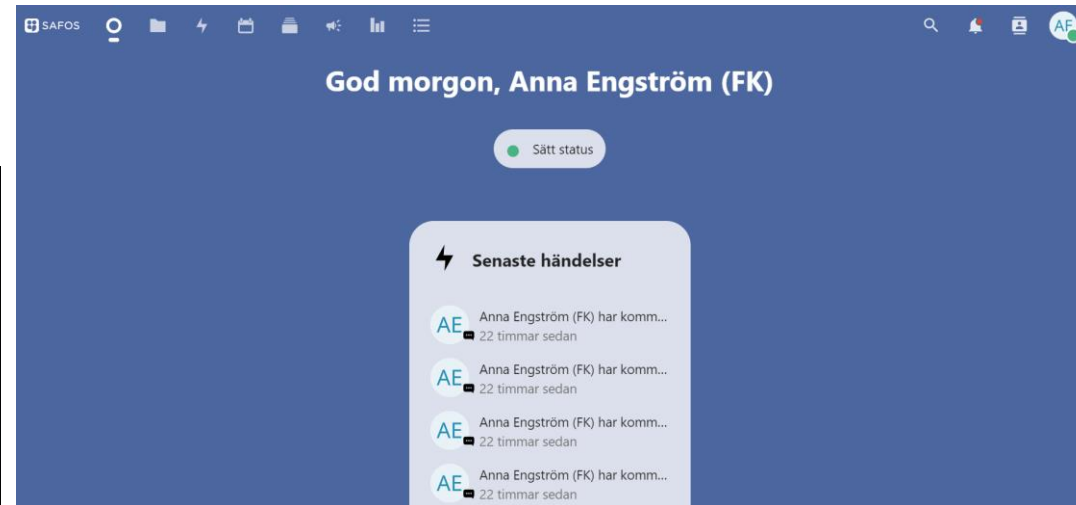 SAFOS
AF
God morgon, Anna Engström (FK)
Sätt status
Senaste händelser
AE
Anna Engström (FK) har komm...
22 timmar sedan
AE
Anna Engström (FK) har komm...
22 timmar sedan
AE
Anna Engström (FK) har komm...
22 timmar sedan
AE
Anna Engström (FK) har komm...
22 timmar sedan